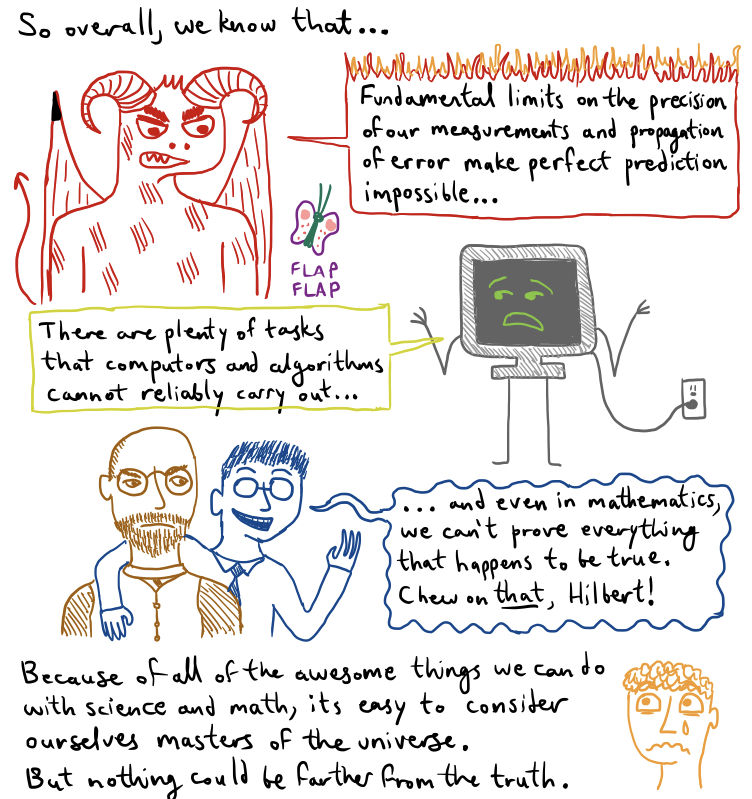 So overall, we know that...
Fundamental limits on the precision
of our measurements and propagation
of error make perfect prediction
impossible...
FLAP
FLAP
There are plenty of tasks
that computors and algorithms
cannot reliably carry out...
... and even in mathematics,
we can't prove everything
that happens to be true.
Chew on that, Hilbert!
Because of all of the awesome things we can do
with science and math, its easy to consider
ourselves masters of the universe.
But nothing could be farther from the truth.